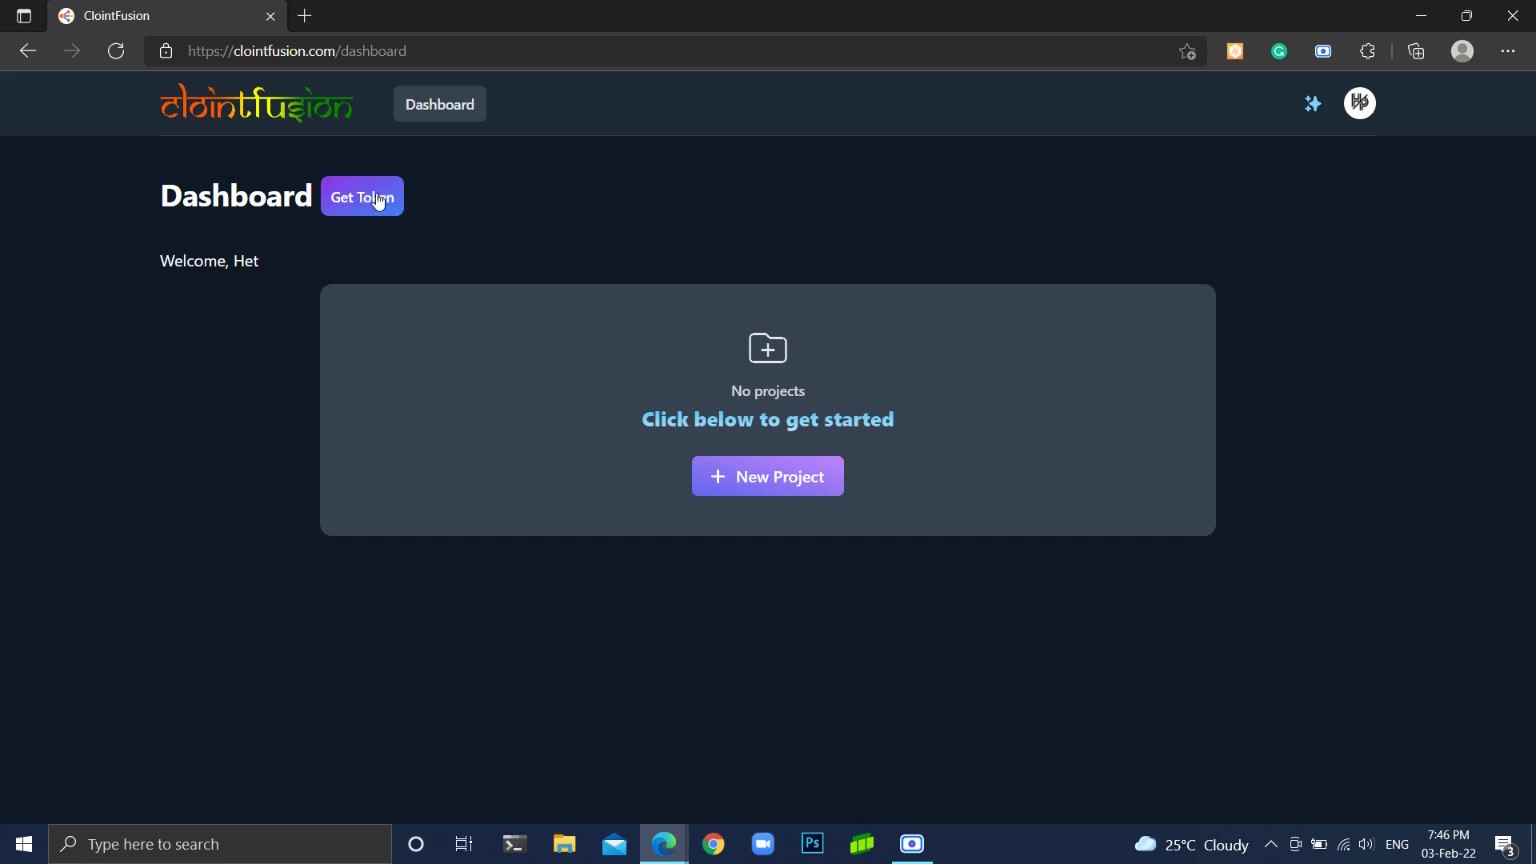 ClointFusion
https://clointfusion.com/dashboard
clointfusion
Dashboard
Dashboard
Get Token
Welcome, Het
No projects
Click below to get started
+ New Project
Type here to search
Ps
25°C Cloudy
ENG
7:46 PM
03-Feb-22
3